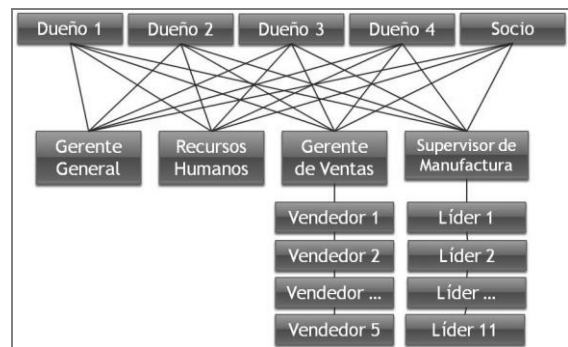 Dueño 1
Dueño 2
Dueño 3
Dueño 4
Socio
Gerente
General
Recursos
Humanos
Gerente
de Ventas
Supervisor de
Manufactura
Vendedor 1
Líder 1
Vendedor 2
Líder 2
Vendedor ...
Líder ...
Vendedor 5
Líder 11